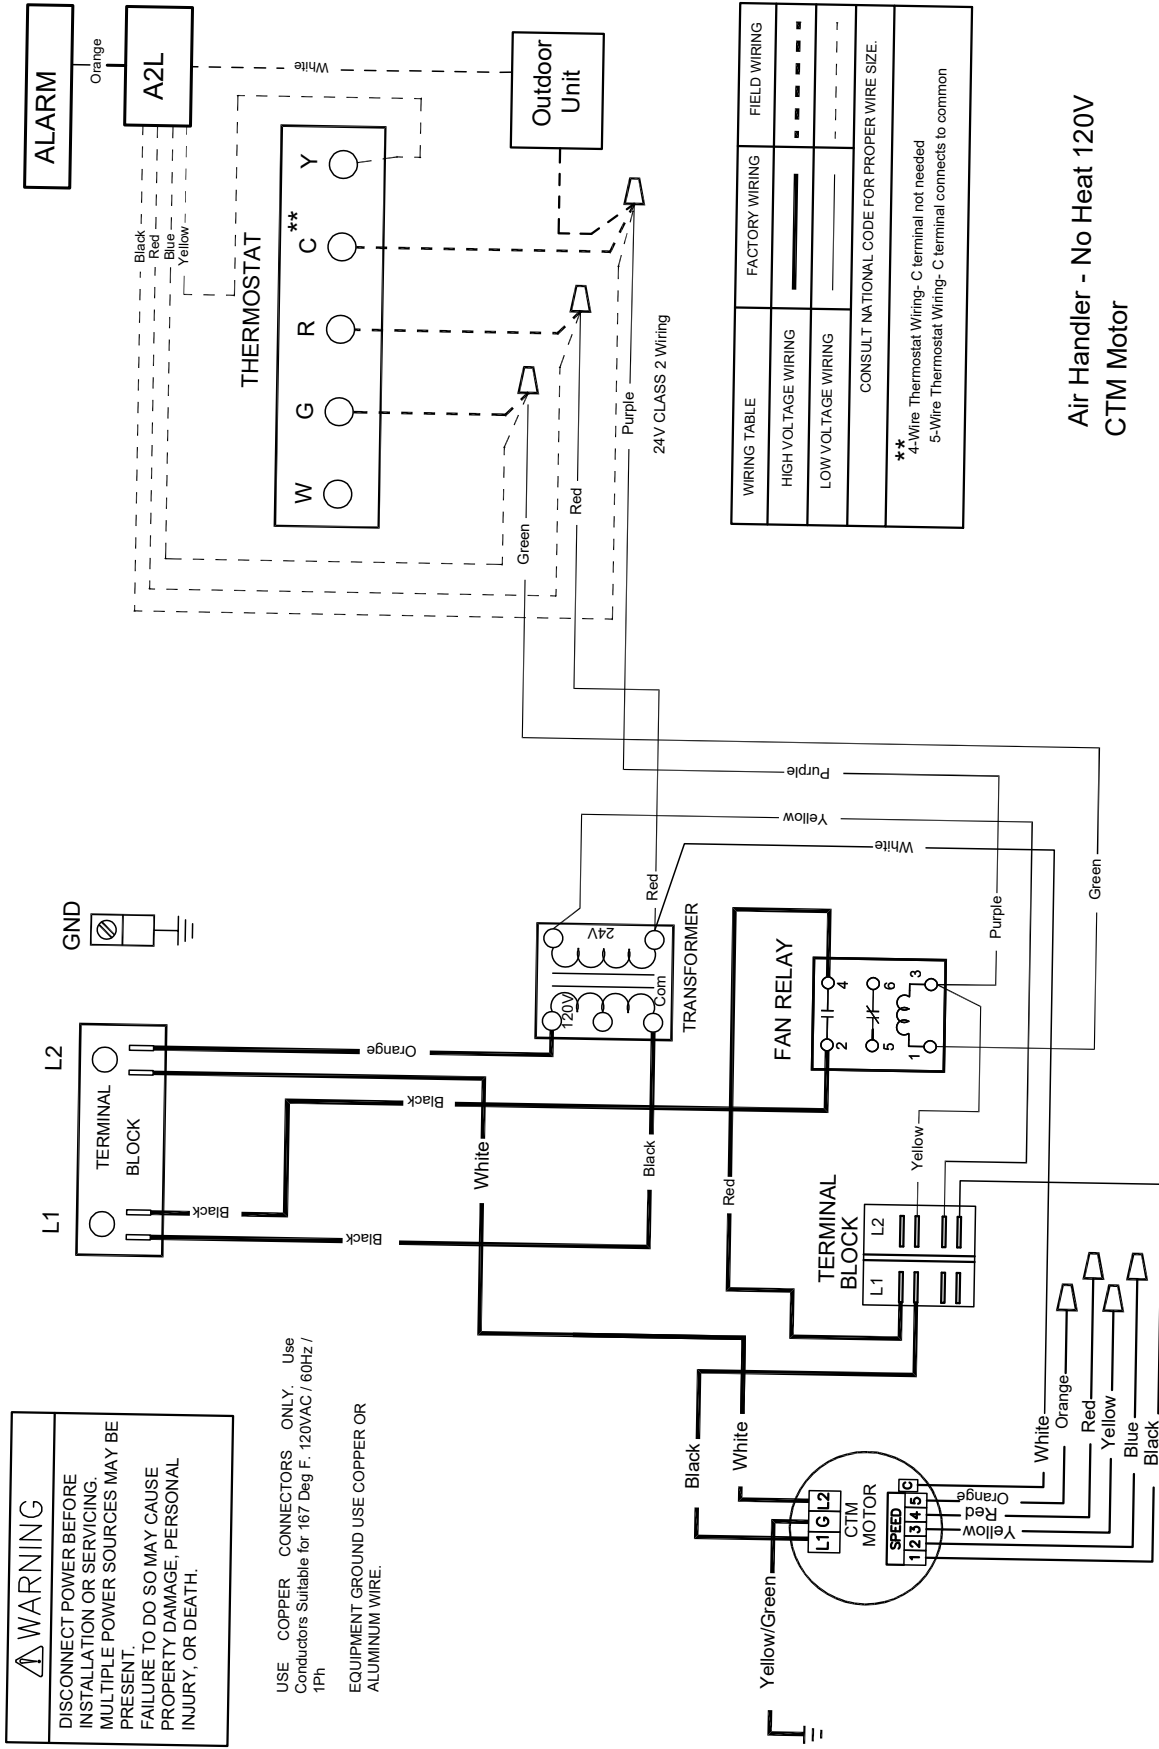 ⚠ WARNING
DISCONNECT POWER BEFORE
INSTALLATION OR SERVICING.
MULTIPLE POWER SOURCES MAY BE
PRESENT.
FAILURE TO DO SO MAY CAUSE
PROPERTY DAMAGE, PERSONAL
INJURY, OR DEATH.
USE COPPER CONNECTORS ONLY. Use
Conductors Suitable for 167 Deg F. 120VAC / 60Hz /
1Ph
EQUIPMENT GROUND USE COPPER OR
ALUMINUM WIRE.
L1
L2
TERMINAL
BLOCK
GND
Black
Black
Black
Orange
White
Black
ALARM
Orange
A2L
White
Outdoor
Unit
Black
Red
Blue
Yellow
THERMOSTAT
W
G
R
C
**
Y
Green
Red
Purple
24V CLASS 2 Wiring
120V
24V
Com
TRANSFORMER
Red
Red
Purple
Yellow
White
Purple
Green
FAN RELAY
2
4
5
6
1
3
Yellow
TERMINAL
BLOCK
L1
L2
Black
White
Yellow/Green
L1 G L2
CTM
MOTOR
SPEED
1 2 3 4 5
C
Orange
Red
Yellow
White
Orange
Red
Yellow
Blue
Black
WIRING TABLE
FACTORY WIRING
FIELD WIRING
HIGH VOLTAGE WIRING
LOW VOLTAGE WIRING
CONSULT NATIONAL CODE FOR PROPER WIRE SIZE.
**
4-Wire Thermostat Wiring- C terminal not needed
5-Wire Thermostat Wiring- C terminal connects to common
Air Handler - No Heat 120V
CTM Motor